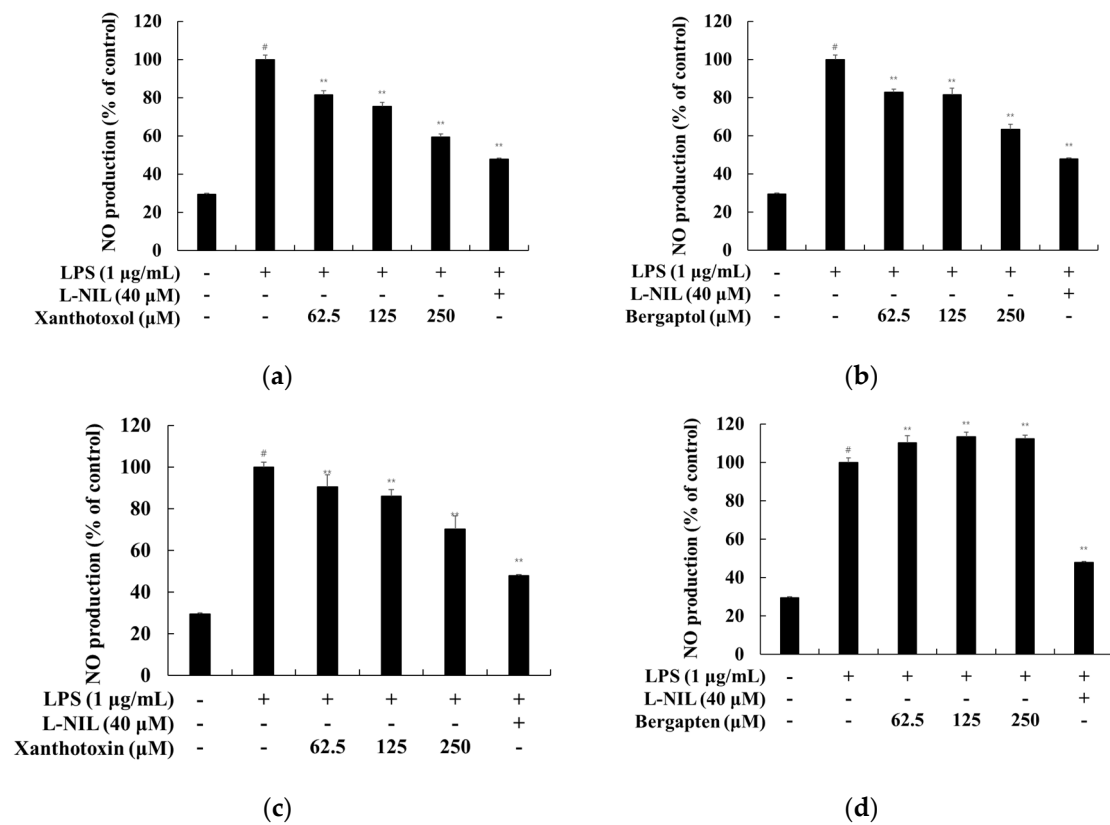 NO production (% of control)
120
100
80
60
40
20
0
#
**
**
**
**
LPS (1 μg/mL) - + + + + +
L-NIL (40 μM) - - - - - +
Xanthotoxol (μM) - - 62.5 125 250 -
(a)
NO production (% of control)
120
100
80
60
40
20
0
#
**
**
**
**
LPS (1 μg/mL) - + + + + +
L-NIL (40 μM) - - - - - +
Bergaptol (μM) - - 62.5 125 250 -
(b)
NO production (% of control)
120
100
80
60
40
20
0
#
**
**
**
**
LPS (1 μg/mL) - + + + + +
L-NIL (40 μM) - - - - - +
Xanthotoxin (μM) - - 62.5 125 250 -
(c)
NO production (% of control)
120
100
80
60
40
20
0
#
**
**
**
**
LPS (1 μg/mL) - + + + + +
L-NIL (40 μM) - - - - - +
Bergapten (μM) - - 62.5 125 250 -
(d)